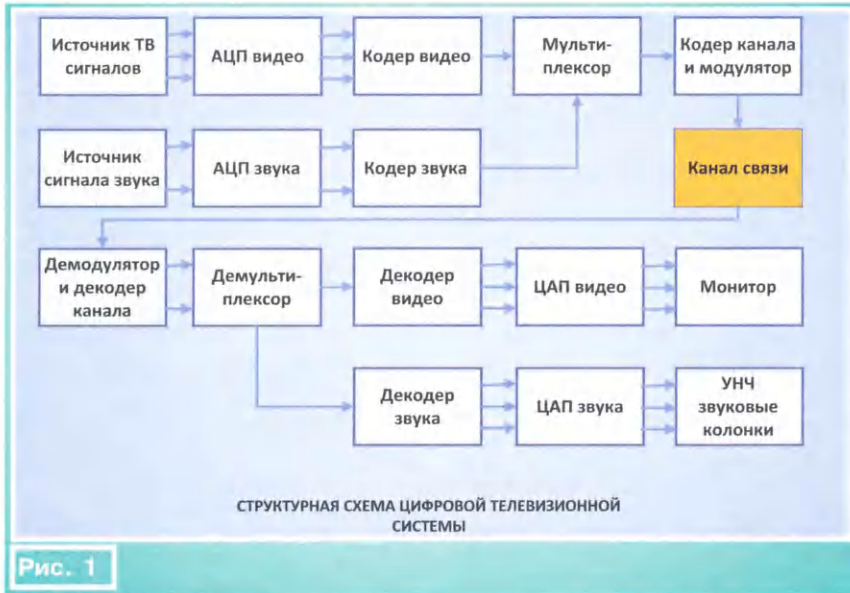 Источник ТВ
сигналов
АЦП видео
Кодер видео
Мульти-
плексор
Кодер канала
и модулятор
Источник
сигнала звука
АЦП звука
Кодер звука
Канал связи
Демодулятор
и декодер
канала
Демульти-
плексор
Декодер
видео
ЦАП видео
Монитор
Декодер
звука
ЦАП звука
УНЧ
звуковые
колонки
СТРУКТУРНАЯ СХЕМА ЦИФРОВОЙ ТЕЛЕВИЗИОННОЙ
СИСТЕМЫ
Рис. 1